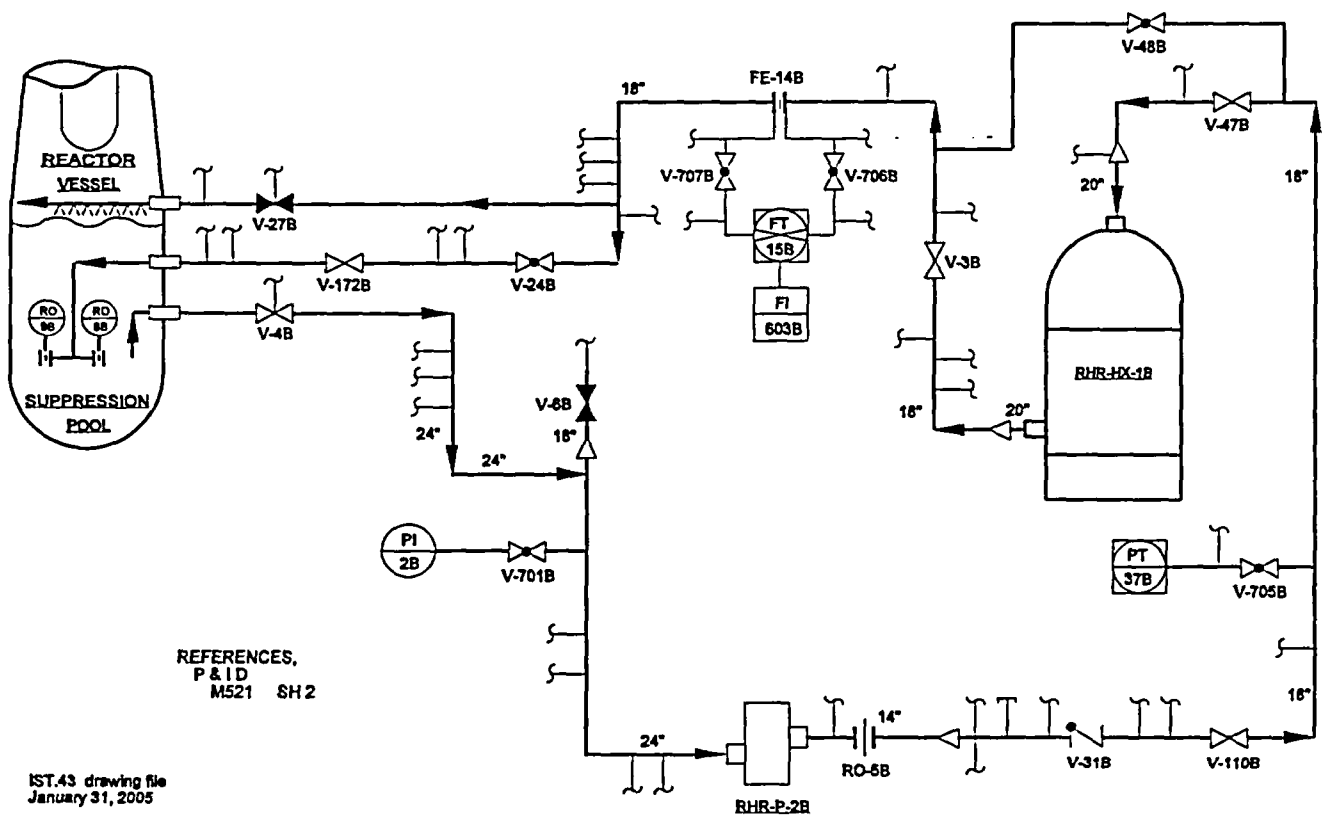 V-48B
FE-14B
18"
V-47B
REACTOR
VESSEL
V-707B
V-706B
20"
18"
V-27B
FT
15B
V-172B
V-24B
V-3B
RO
9B
RO
8B
V-4B
FI
603B
SUPPRESSION
POOL
V-6B
18"
24"
24"
18"
20"
RHR-HX-1B
PI
2B
V-701B
PT
37B
V-705B
REFERENCES,
P & I D
M521 SH 2
24"
14"
18"
RO-5B
V-31B
V-110B
RHR-P-2B
IST.43 drawing file
January 31, 2005